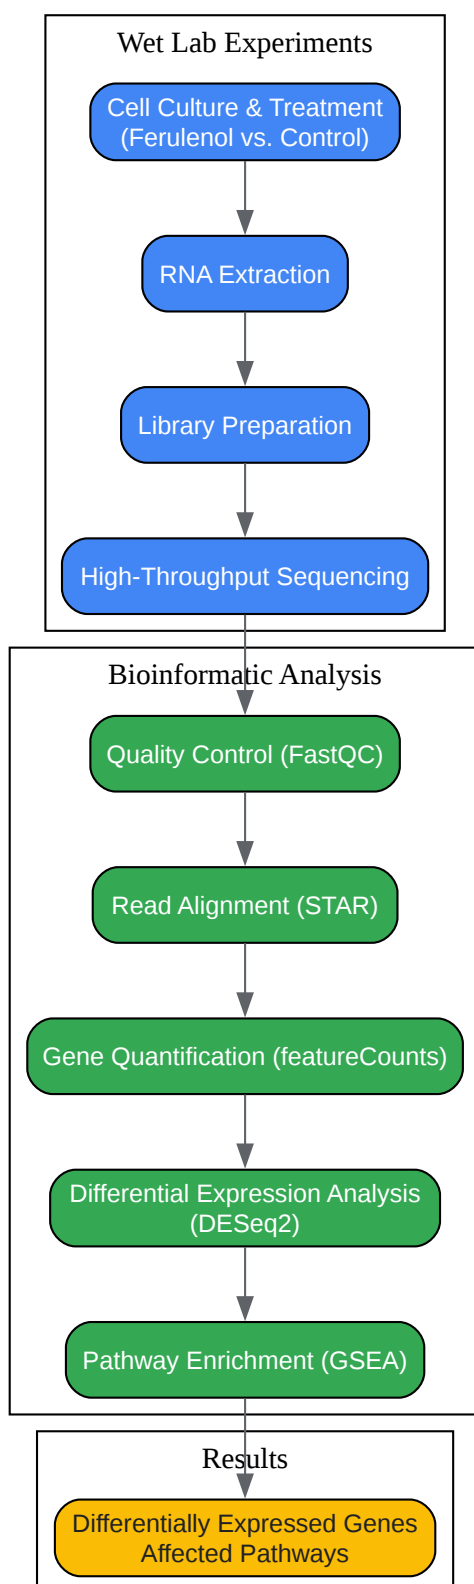 Wet Lab Experiments
Cell Culture & Treatment
(Ferulenol vs. Control)
RNA Extraction
Library Preparation
High-Throughput Sequencing
Bioinformatic Analysis
Quality Control (FastQC)
Read Alignment (STAR)
Gene Quantification (featureCounts)
Differential Expression Analysis
(DESeq2)
Pathway Enrichment (GSEA)
Results
Differentially Expressed Genes
Affected Pathways